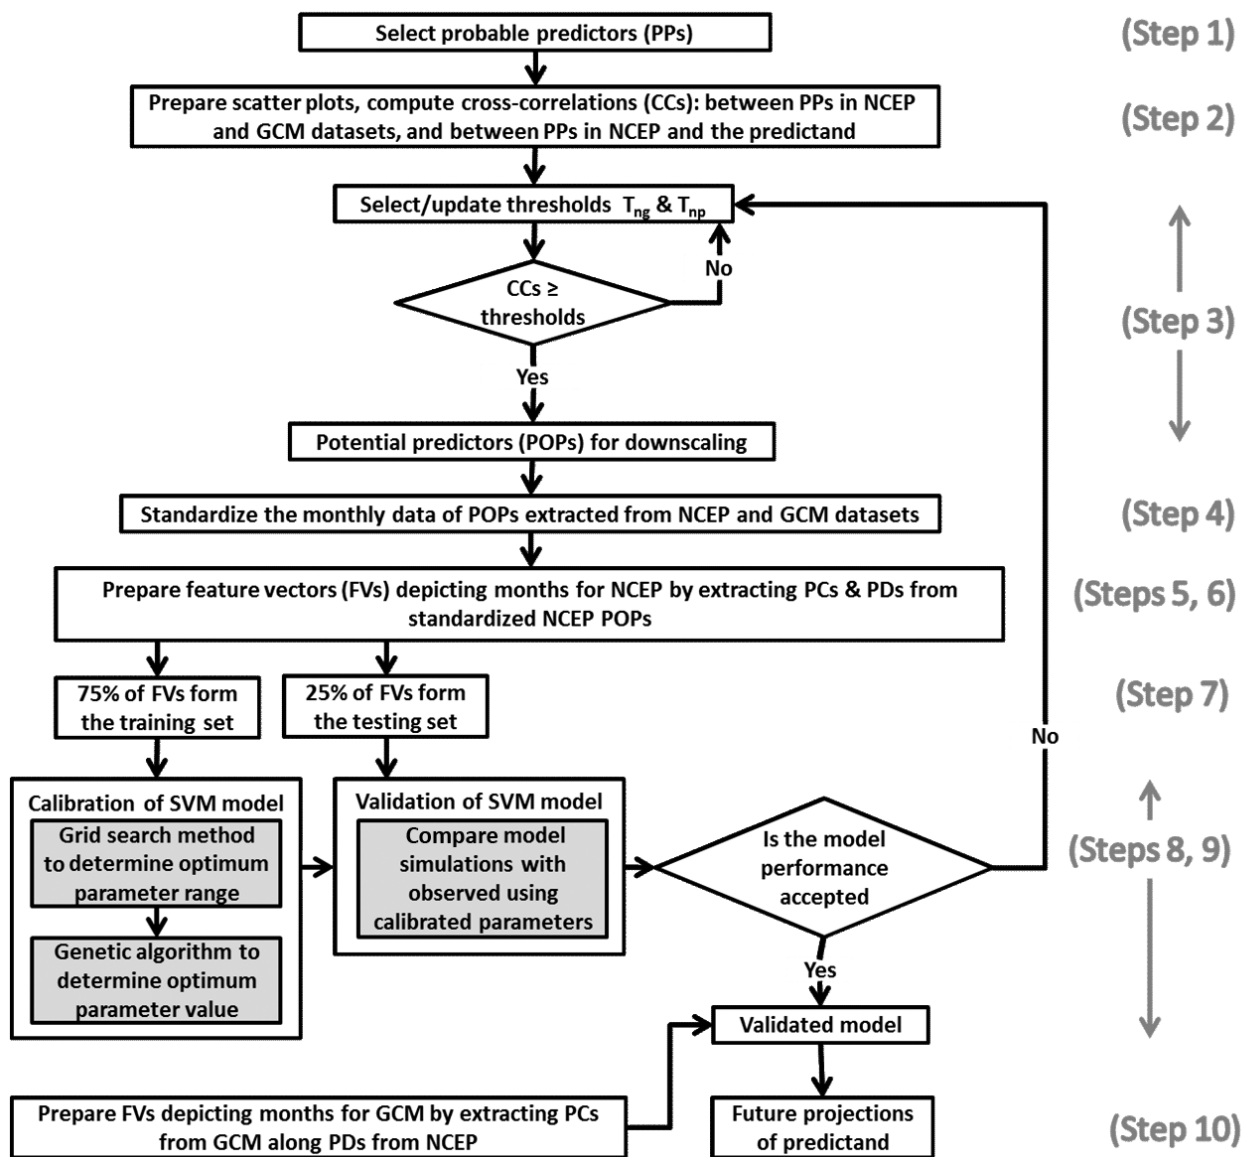 Select probable predictors (PPs)
(Step 1)
Prepare scatter plots, compute cross-correlations (CCs): between PPs in NCEP
and GCM datasets, and between PPs in NCEP and the predictand
(Step 2)
Select/update thresholds Tng & Tnp
No
CCs ≥
thresholds
(Step 3)
Yes
Potential predictors (POPs) for downscaling
Standardize the monthly data of POPs extracted from NCEP and GCM datasets
(Step 4)
Prepare feature vectors (FVs) depicting months for NCEP by extracting PCs & PDs from
standardized NCEP POPs
(Steps 5, 6)
75% of FVs form
the training set
25% of FVs form
the testing set
(Step 7)
No
Calibration of SVM model
Grid search method
to determine optimum
parameter range
Genetic algorithm to
determine optimum
parameter value
Validation of SVM model
Compare model
simulations with
observed using
calibrated parameters
Is the model
performance
accepted
(Steps 8, 9)
Yes
Validated model
Prepare FVs depicting months for GCM by extracting PCs
from GCM along PDs from NCEP
Future projections
of predictand
(Step 10)